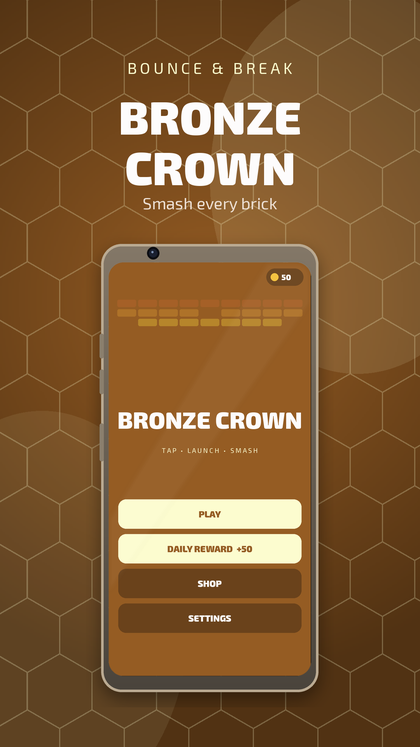 BOUNCE & BREAK
BRONZE
CROWN
Smash every brick
50
BRONZE CROWN
TAP • LAUNCH • SMASH
PLAY
DAILY REWARD +50
SHOP
SETTINGS